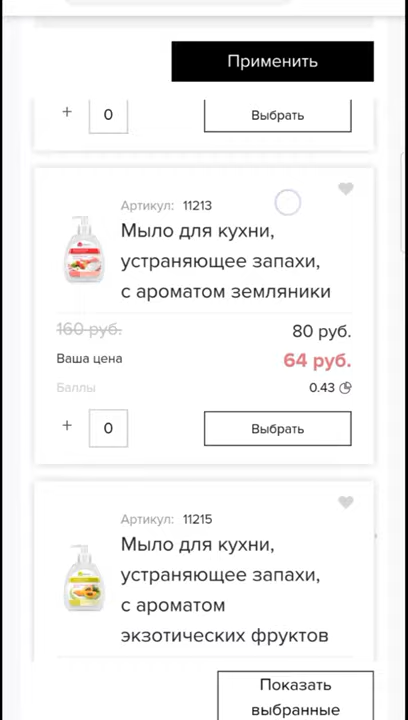 Применить
+ 0 Выбрать
Артикул: 11213
Мыло для кухни,
устраняющее запахи,
с ароматом земляники
160 руб. 80 руб.
Ваша цена 64 руб.
Баллы 0.43
+ 0 Выбрать
Артикул: 11215
Мыло для кухни,
устраняющее запахи,
с ароматом
экзотических фруктов
Показать
выбранные